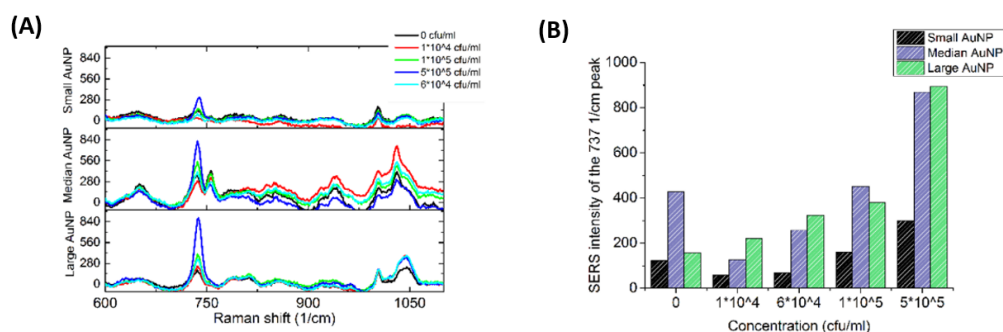 (A)
0 cfu/ml
1*10^4 cfu/ml
1*10^5 cfu/ml
5*10^5 cfu/ml
6*10^4 cfu/ml
Small AuNP
840
560
280
0
Median AuNP
840
560
280
0
Large AuNP
840
560
280
0
600
750
900
1050
Raman shift (1/cm)
(B)
Small AuNP
Median AuNP
Large AuNP
SERS intensity of the 737 1/cm peak
1000
800
600
400
200
0
0
1*10^4
6*10^4
1*10^5
5*10^5
Concentration (cfu/ml)